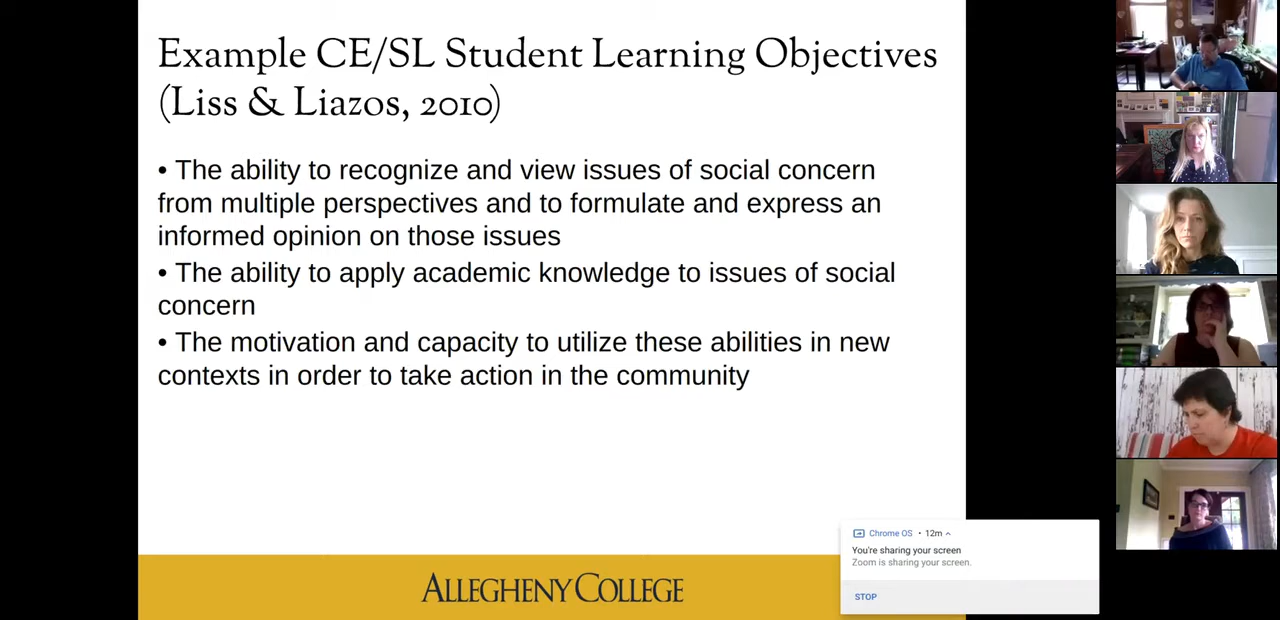 Example CE/SL Student Learning Objectives
(Liss & Liazos, 2010)
• The ability to recognize and view issues of social concern
from multiple perspectives and to formulate and express an
informed opinion on those issues
• The ability to apply academic knowledge to issues of social
concern
• The motivation and capacity to utilize these abilities in new
contexts in order to take action in the community
ALLEGHENY COLLEGE
Chrome OS • 12m
You're sharing your screen
Zoom is sharing your screen.
STOP